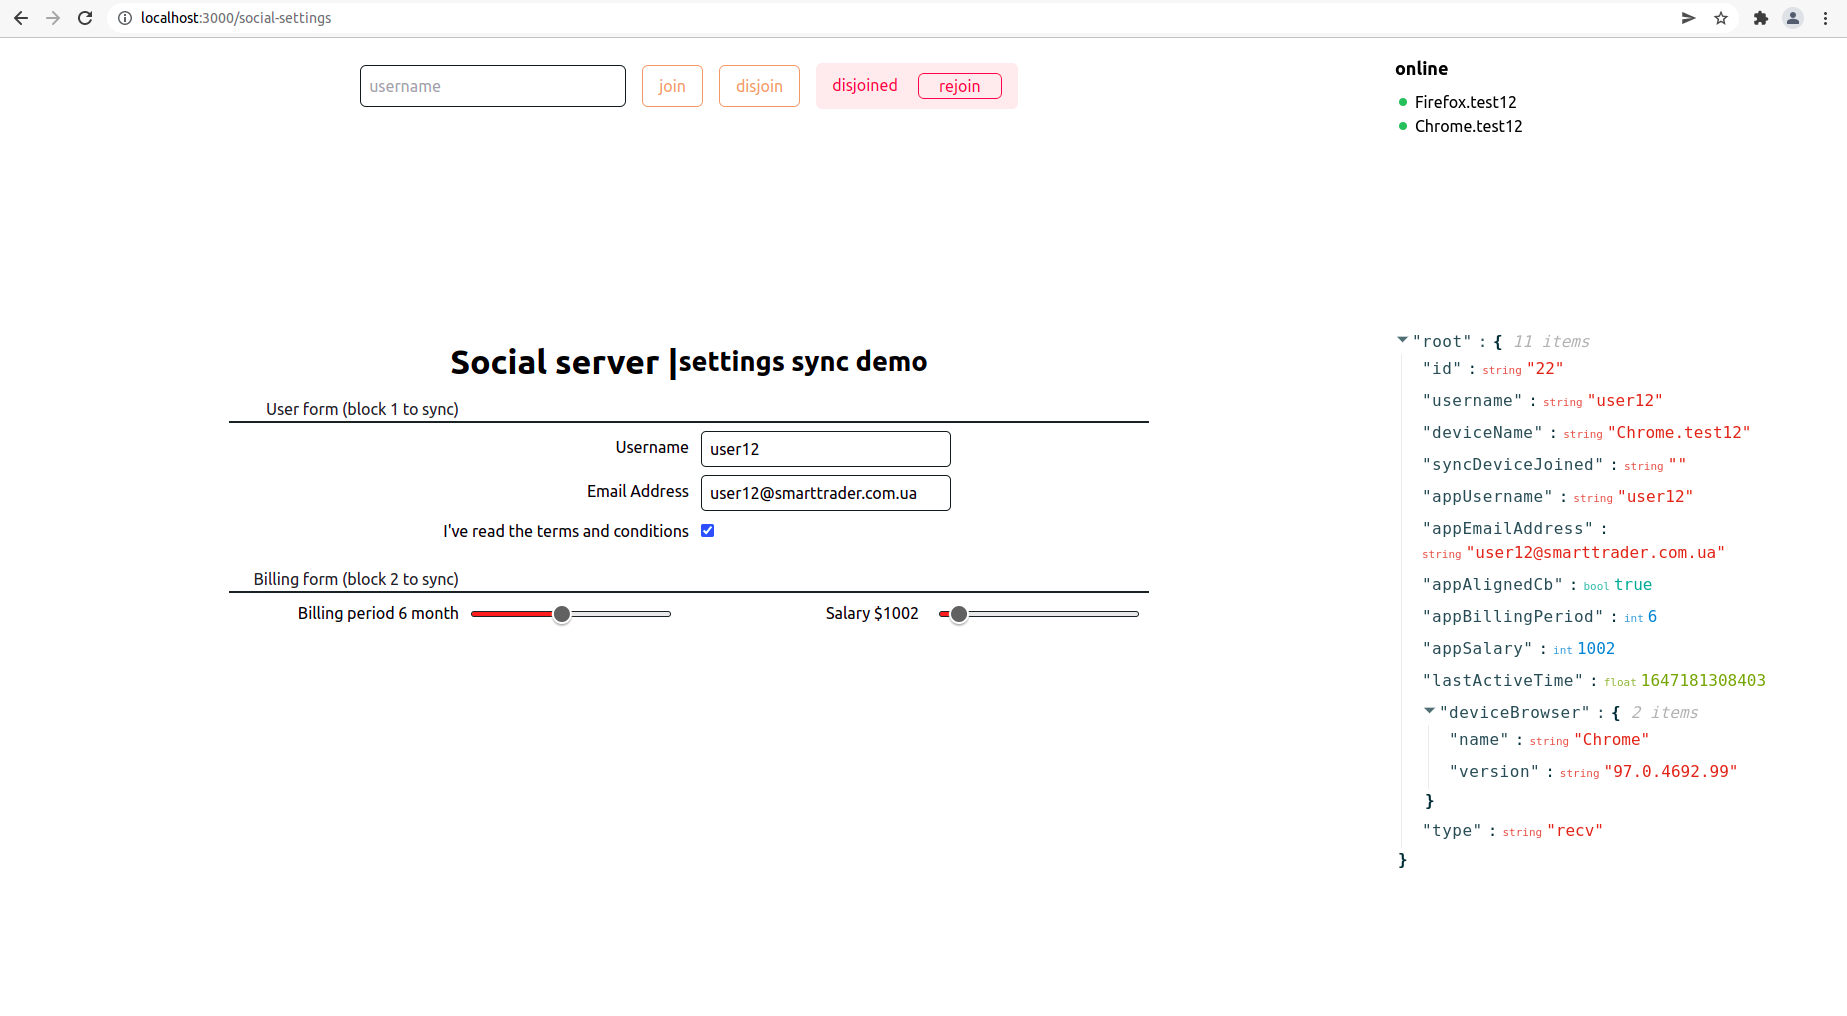 localhost:3000/social-settings
username
join
disjoin
disjoined
rejoin
online
Firefox.test12
Chrome.test12
Social server |settings sync demo
User form (block 1 to sync)
Username
user12
Email Address
user12@smarttrader.com.ua
I've read the terms and conditions
Billing form (block 2 to sync)
Billing period 6 month
Salary $1002
"root" : { 11 items
"id" : string "22"
"username" : string "user12"
"deviceName" : string "Chrome.test12"
"syncDeviceJoined" : string ""
"appUsername" : string "user12"
"appEmailAddress" :
string "user12@smarttrader.com.ua"
"appAlignedCb" : bool true
"appBillingPeriod" : int 6
"appSalary" : int 1002
"lastActiveTime" : float 1647181308403
"deviceBrowser" : { 2 items
"name" : string "Chrome"
"version" : string "97.0.4692.99"
}
"type" : string "recv"
}